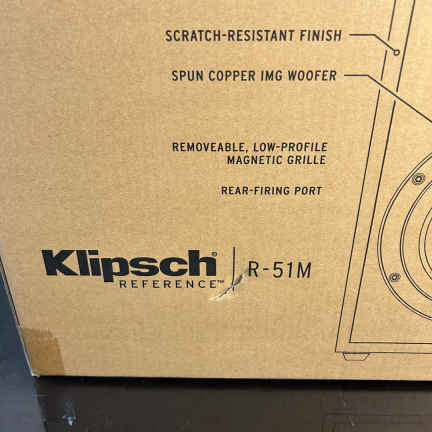 SCRATCH-RESISTANT FINISH
SPUN COPPER IMG WOOFER
REMOVEABLE, LOW-PROFILE
MAGNETIC GRILLE
REAR-FIRING PORT
Klipsch® R-51M
REFERENCE™